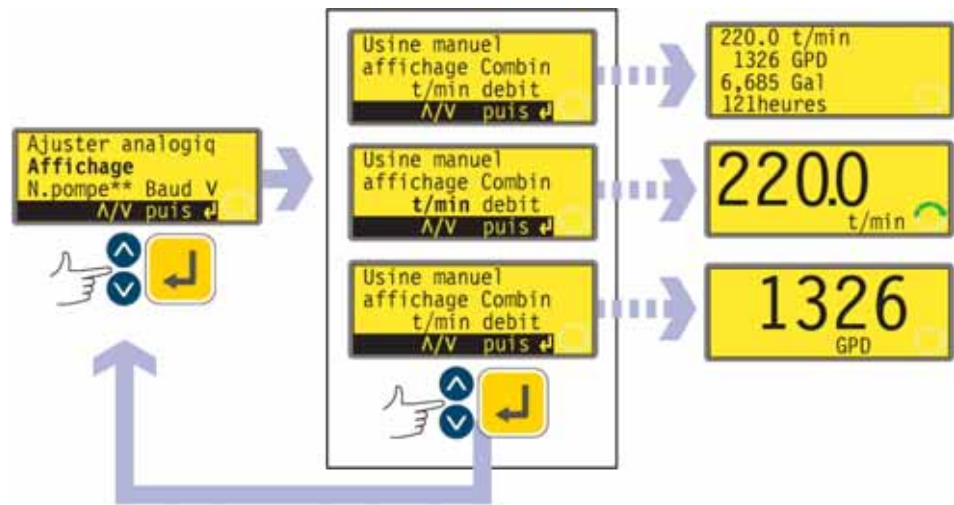 Ajuster analogiq
Affichage
N.pompe** Baud V
Λ/V puis ↵
Usine manuel
affichage Combin
t/min debit
Λ/V puis ↵
220.0 t/min
1326 GPD
6,685 Gal
121heures
Usine manuel
affichage Combin
t/min debit
Λ/V puis ↵
220.0
t/min
Usine manuel
affichage Combin
t/min debit
Λ/V puis ↵
1326
GPD